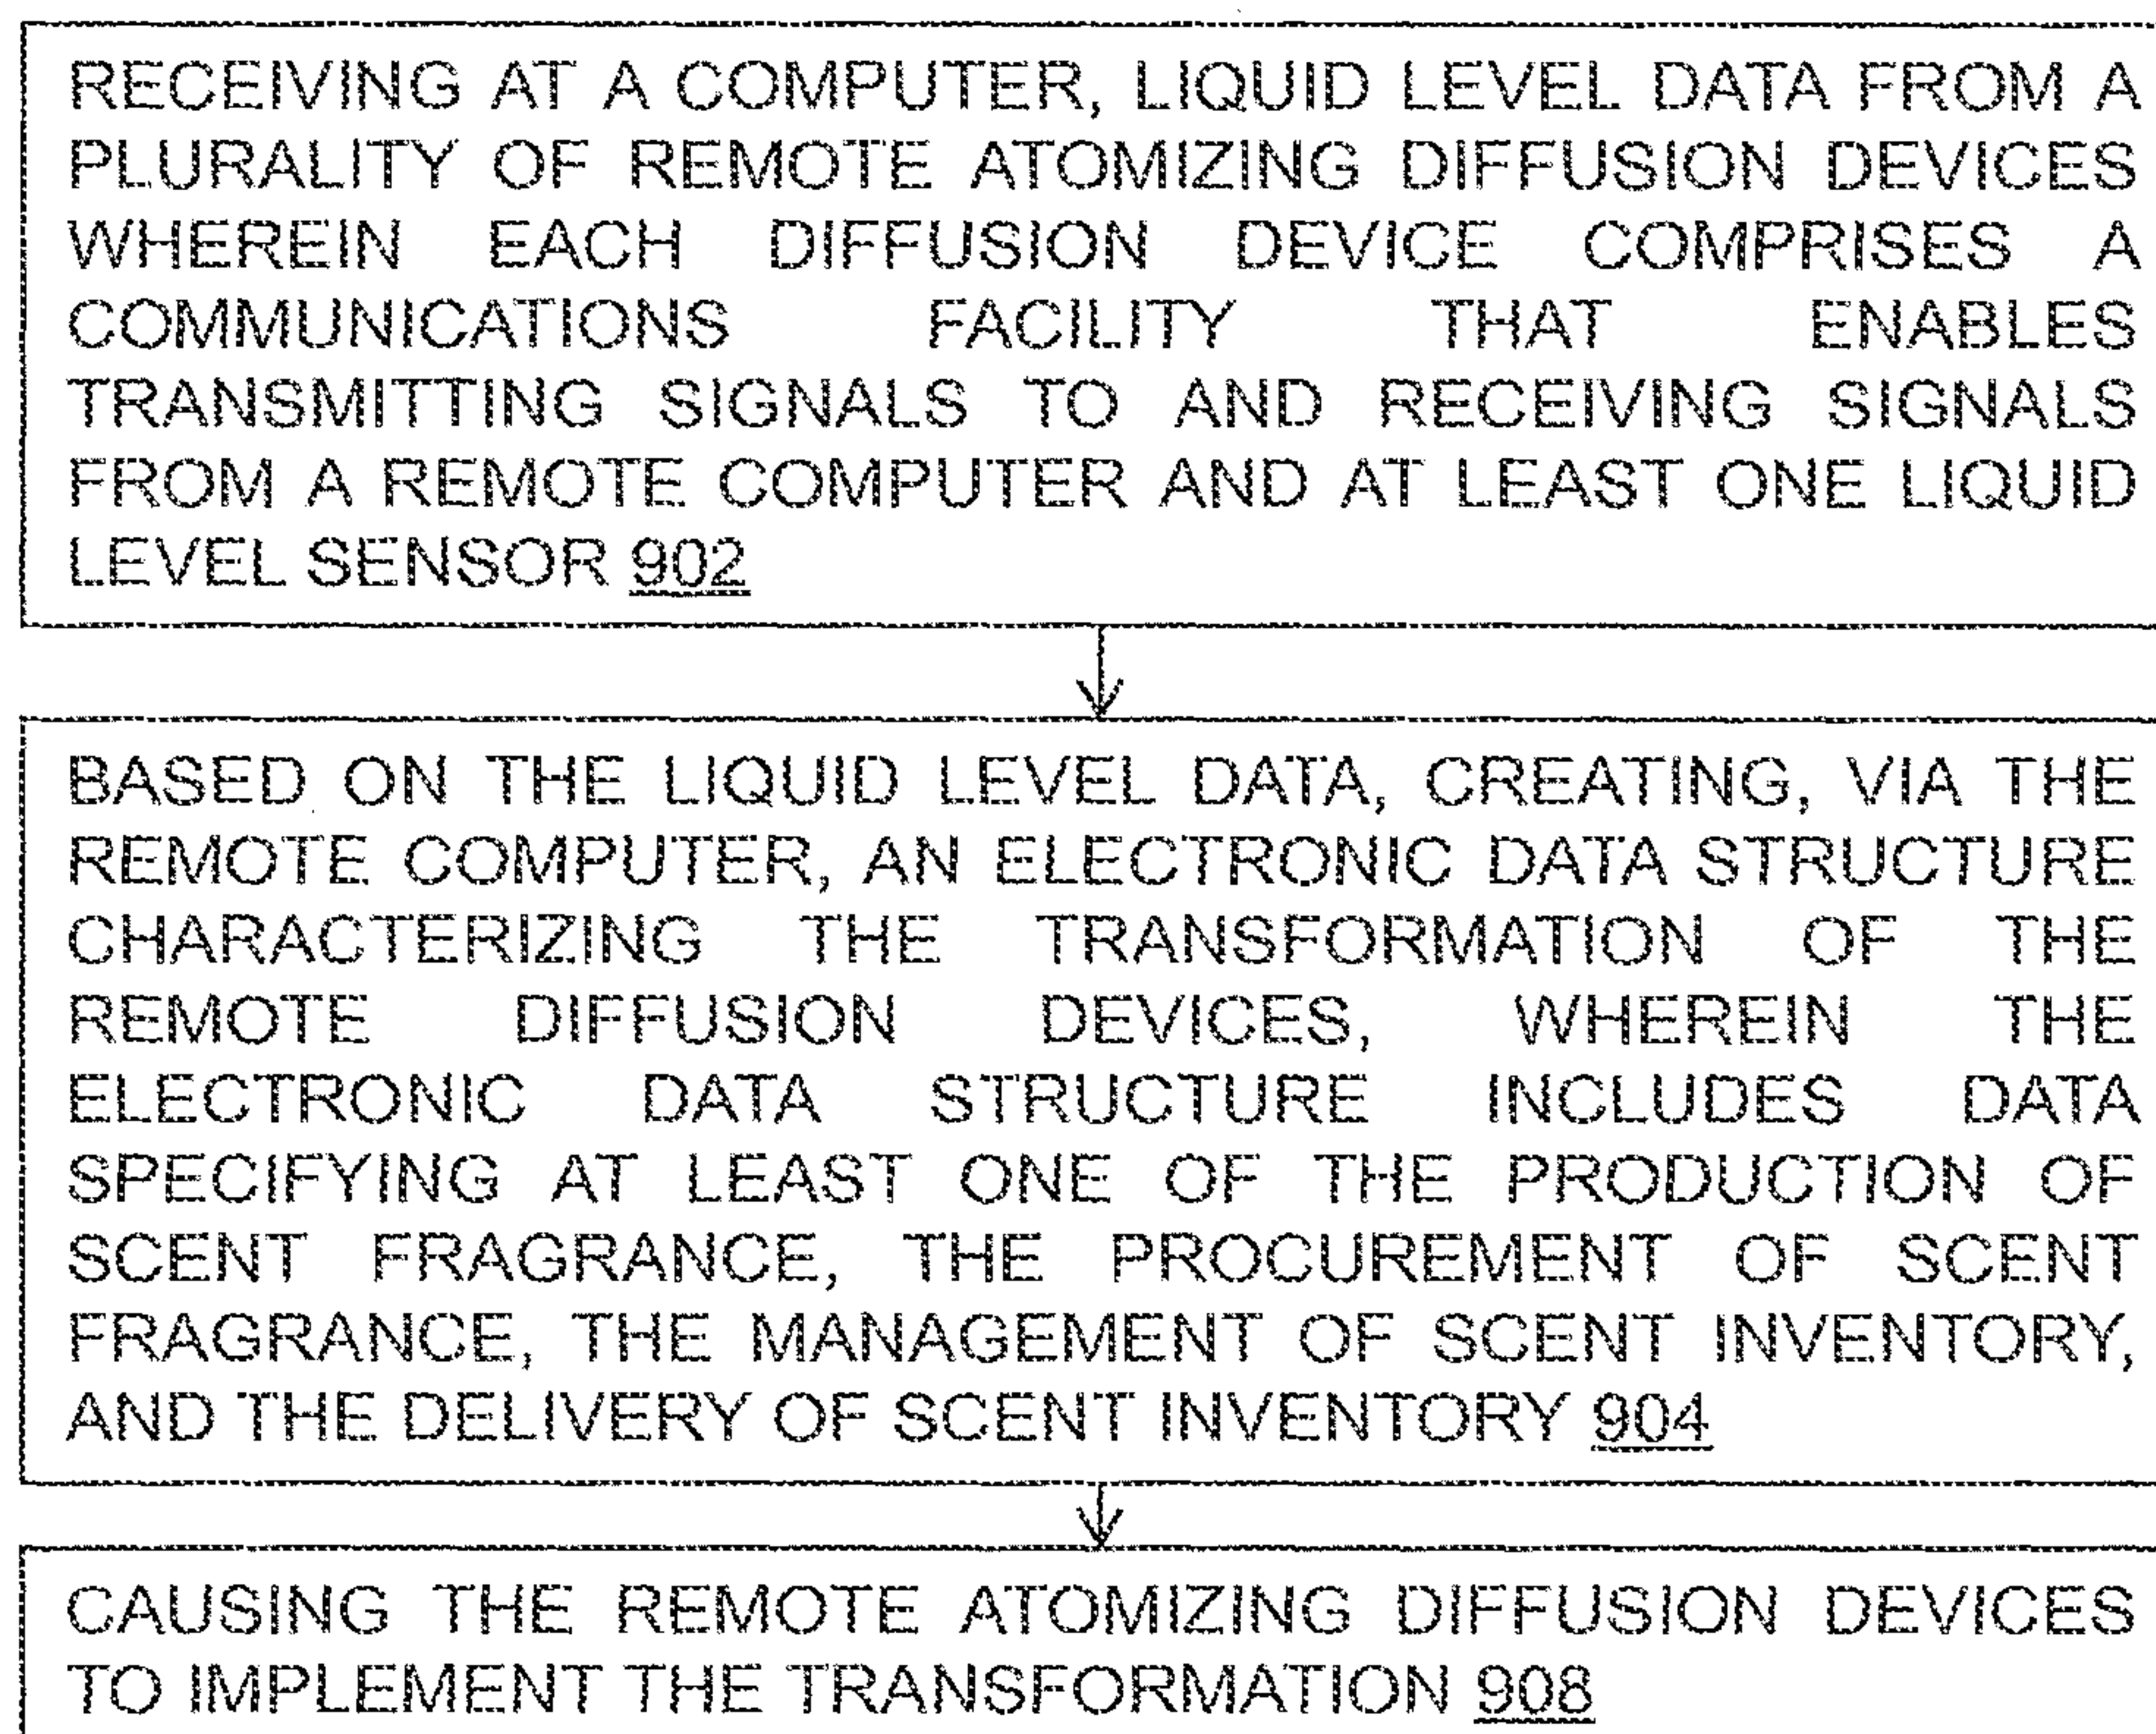 RECEIVING AT A COMPUTER, LIQUID LEVEL DATA FROM A
PLURALITY OF REMOTE ATOMIZING DIFFUSION DEVICES
WHEREIN EACH DIFFUSION DEVICE COMPRISES A
COMMUNICATIONS FACILITY THAT ENABLES
TRANSMITTING SIGNALS TO AND RECEIVING SIGNALS
FROM A REMOTE COMPUTER AND AT LEAST ONE LIQUID
LEVEL SENSOR 902
BASED ON THE LIQUID LEVEL DATA, CREATING, VIA THE
REMOTE COMPUTER, AN ELECTRONIC DATA STRUCTURE
CHARACTERIZING THE TRANSFORMATION OF THE
REMOTE DIFFUSION DEVICES, WHEREIN THE
ELECTRONIC DATA STRUCTURE INCLUDES DATA
SPECIFYING AT LEAST ONE OF THE PRODUCTION OF
SCENT FRAGRANCE, THE PROCUREMENT OF SCENT
FRAGRANCE, THE MANAGEMENT OF SCENT INVENTORY,
AND THE DELIVERY OF SCENT INVENTORY 904
CAUSING THE REMOTE ATOMIZING DIFFUSION DEVICES
TO IMPLEMENT THE TRANSFORMATION 908